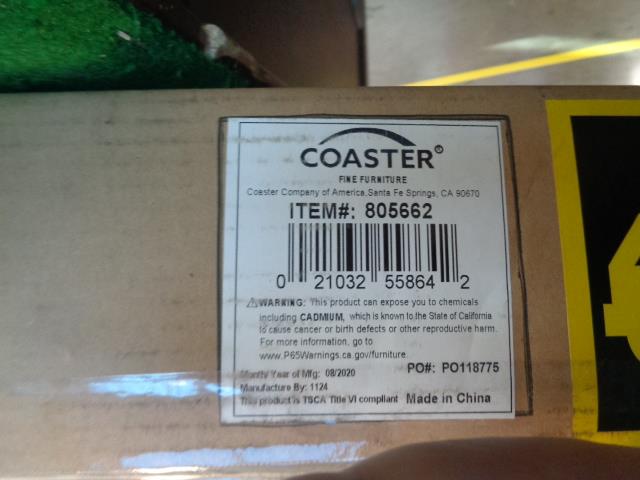 COASTER®
FINE FURNITURE
Coaster Company of America, Santa Fe Springs, CA 90670
ITEM#: 805662
0 21032 55864 2
⚠WARNING: This product can expose you to chemicals
including CADMIUM, which is known to the State of California
to cause cancer or birth defects or other reproductive harm.
For more information, go to
www.P65Warnings.ca.gov/furniture.
Month/Year of Mfg: 08/2020
PO#: PO118775
Manufacture By: 1124
This product is TSCA Title VI compliant
Made in China